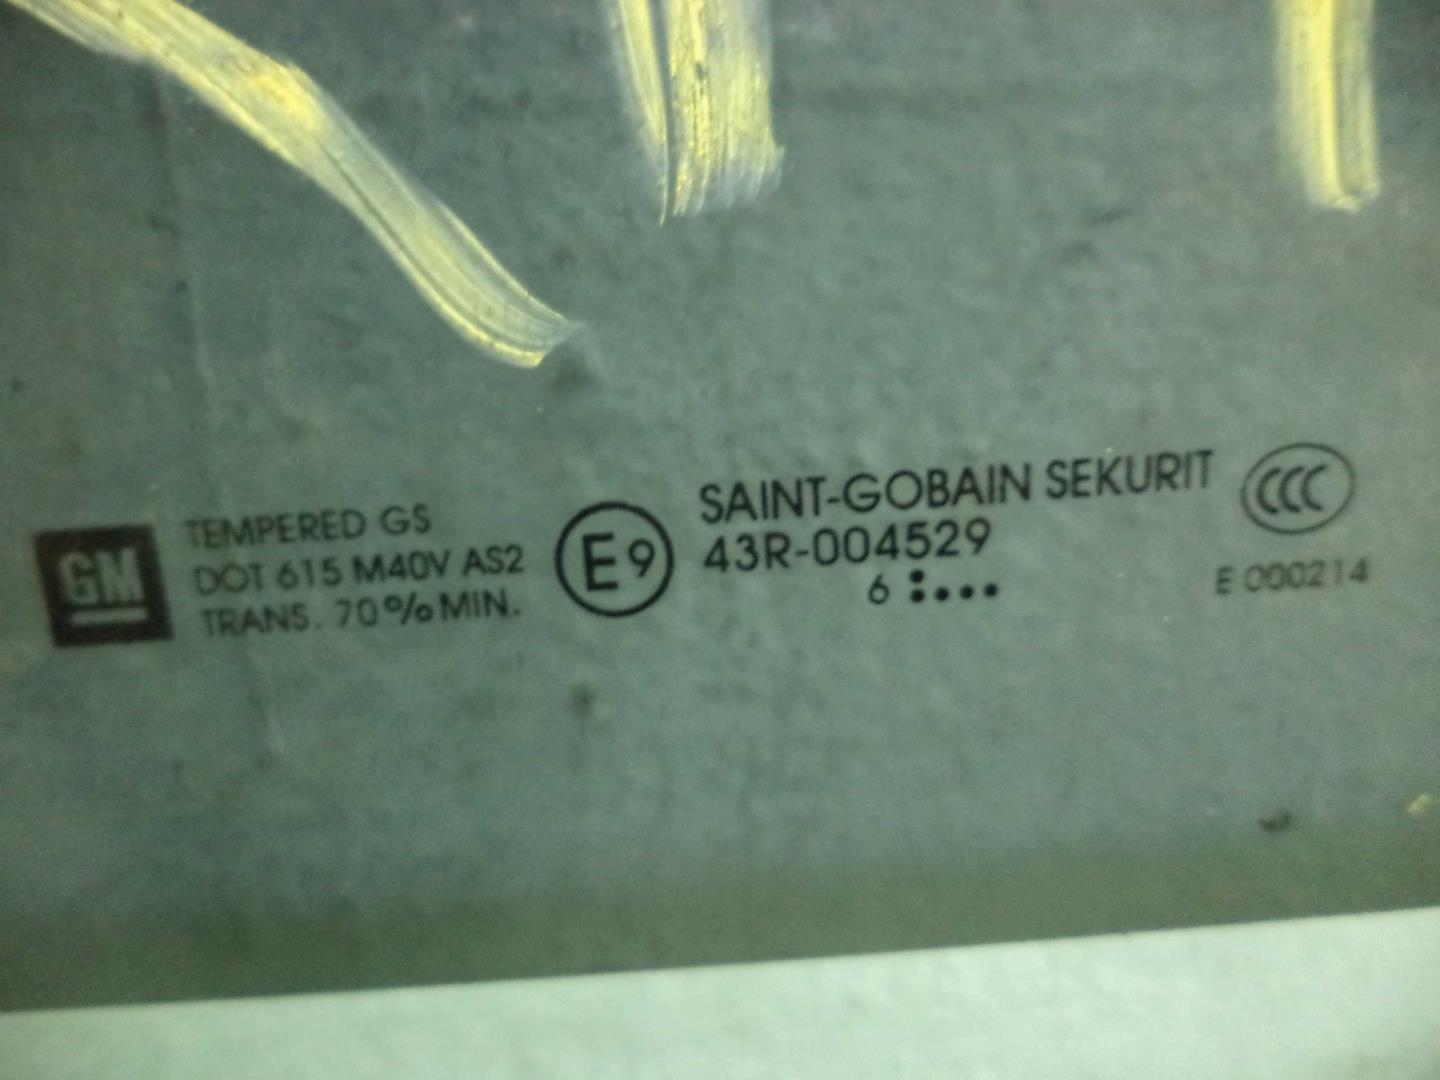 GM
TEMPERED GS
DOT 615 M40V AS2
TRANS. 70% MIN.
E9
SAINT-GOBAIN SEKURIT
43R-004529
6 :....
CCC
E 000214